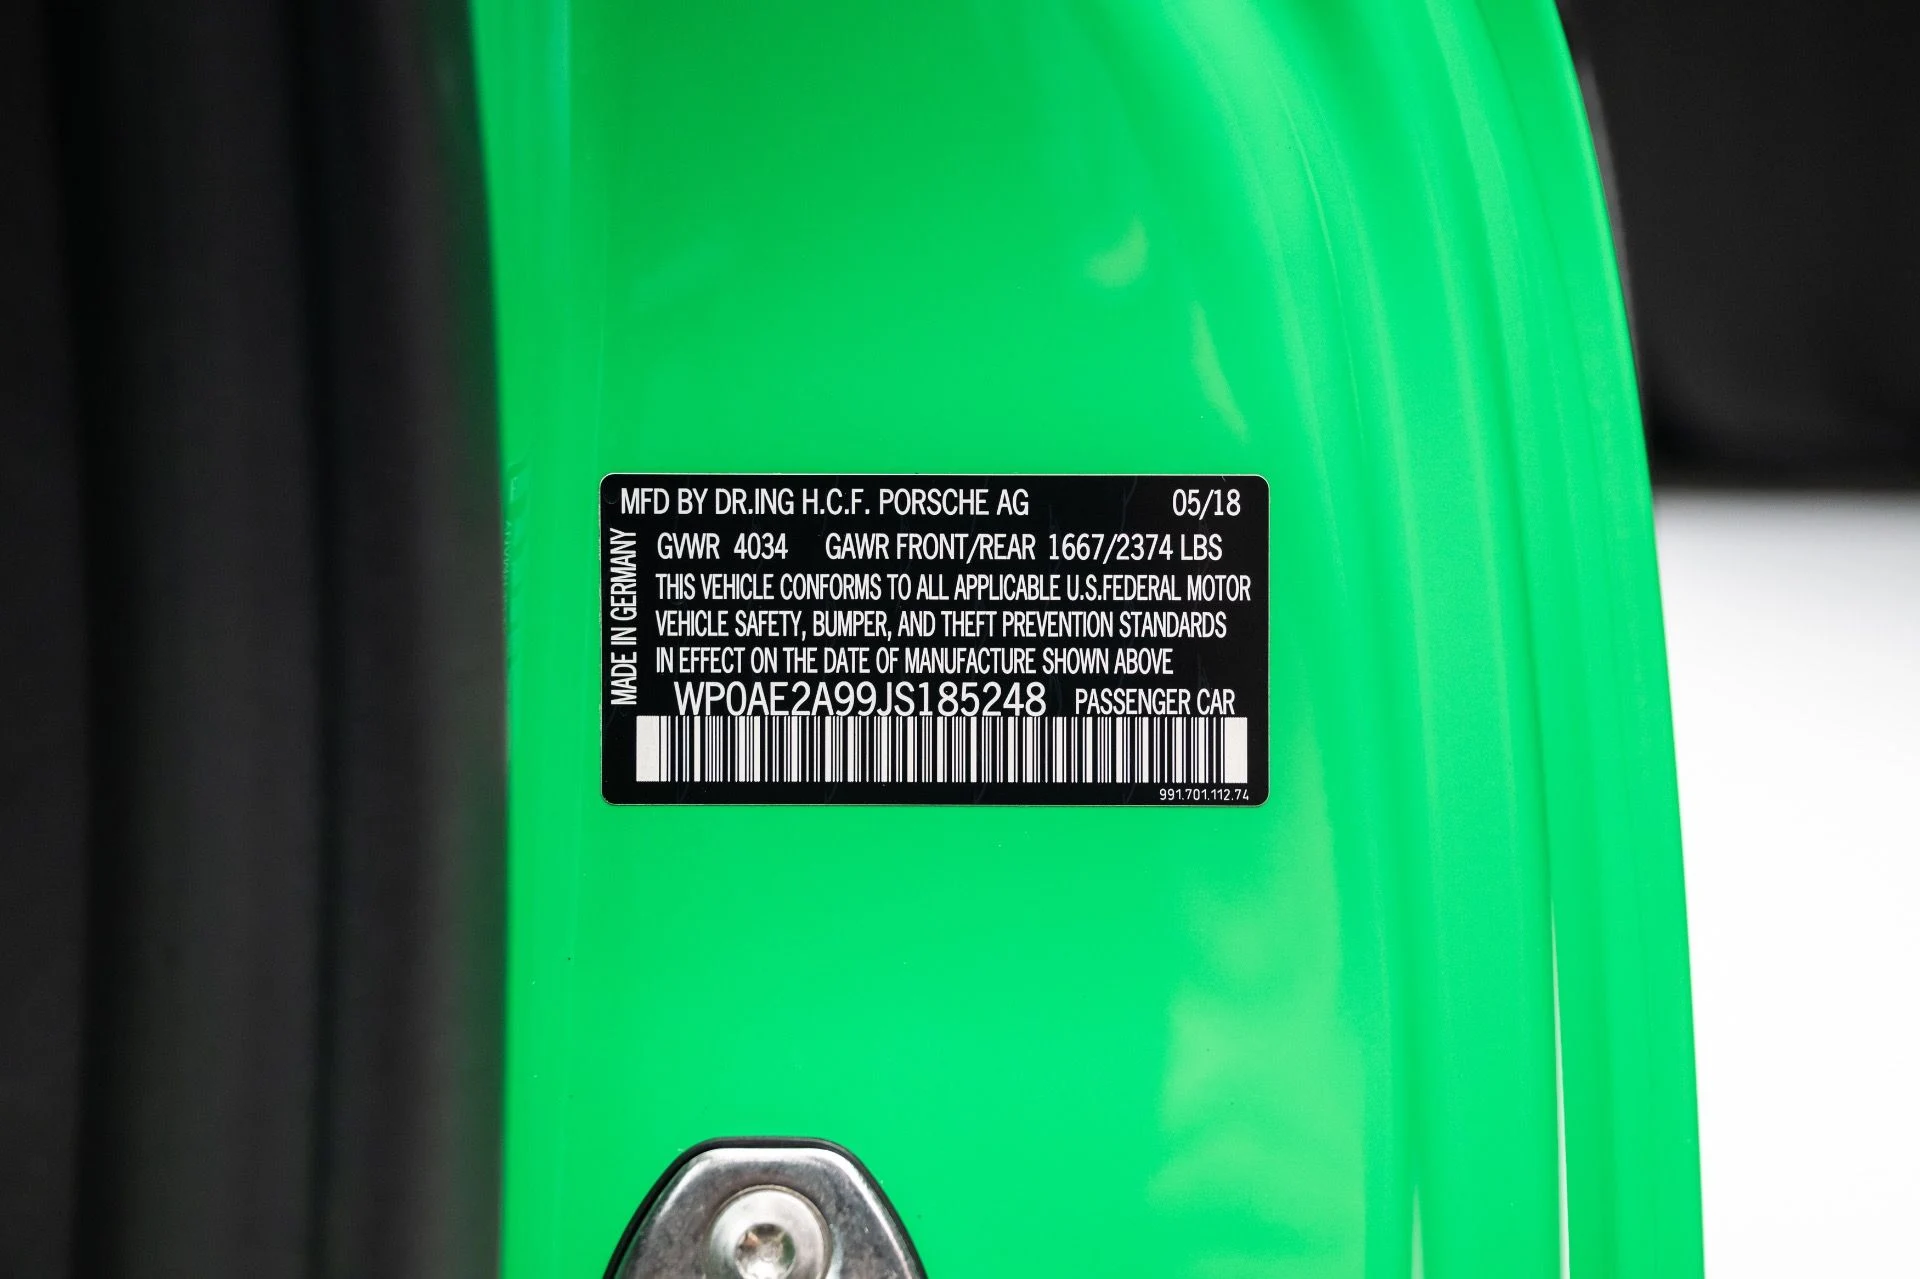 MFD BY DR.ING H.C.F. PORSCHE AG 05/18
GVWR 4034 GAWR FRONT/REAR 1667/2374 LBS
THIS VEHICLE CONFORMS TO ALL APPLICABLE U.S.FEDERAL MOTOR
VEHICLE SAFETY, BUMPER, AND THEFT PREVENTION STANDARDS
IN EFFECT ON THE DATE OF MANUFACTURE SHOWN ABOVE
WP0AE2A99JS185248 PASSENGER CAR
991.701.112.74
MADE IN GERMANY